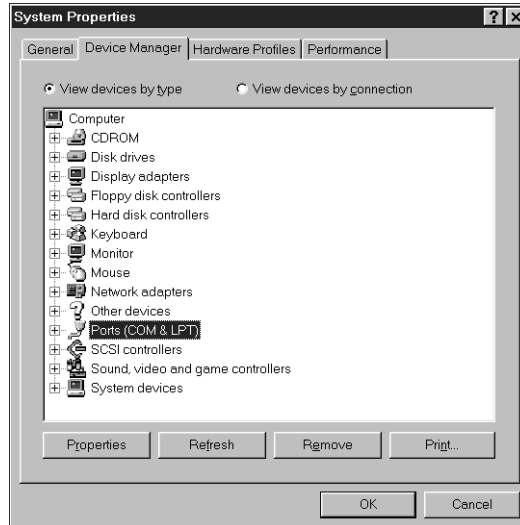 System Properties
General Device Manager Hardware Profiles Performance
View devices by type View devices by connection
Computer
CDROM
Disk drives
Display adapters
Floppy disk controllers
Hard disk controllers
Keyboard
Monitor
Mouse
Network adapters
Other devices
Ports (COM & LPT)
SCSI controllers
Sound, video and game controllers
System devices
Properties Refresh Remove Print...
OK Cancel